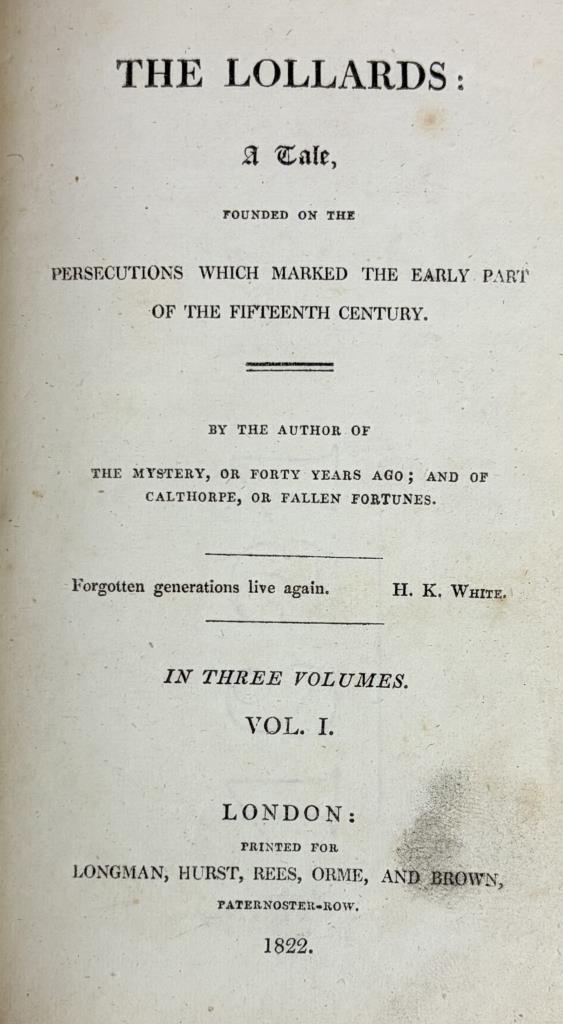 THE LOLLARDS:
A Tale,
FOUNDED ON THE
PERSECUTIONS WHICH MARKED THE EARLY PART
OF THE FIFTEENTH CENTURY.
BY THE AUTHOR OF
THE MYSTERY, OR FORTY YEARS AGO; AND OF
CALTHORPE, OR FALLEN FORTUNES.
Forgotten generations live again. H. K. WHITE.
IN THREE VOLUMES.
VOL. I.
LONDON:
PRINTED FOR
LONGMAN, HURST, REES, ORME, AND BROWN,
PATERNOSTER-ROW.
1822.